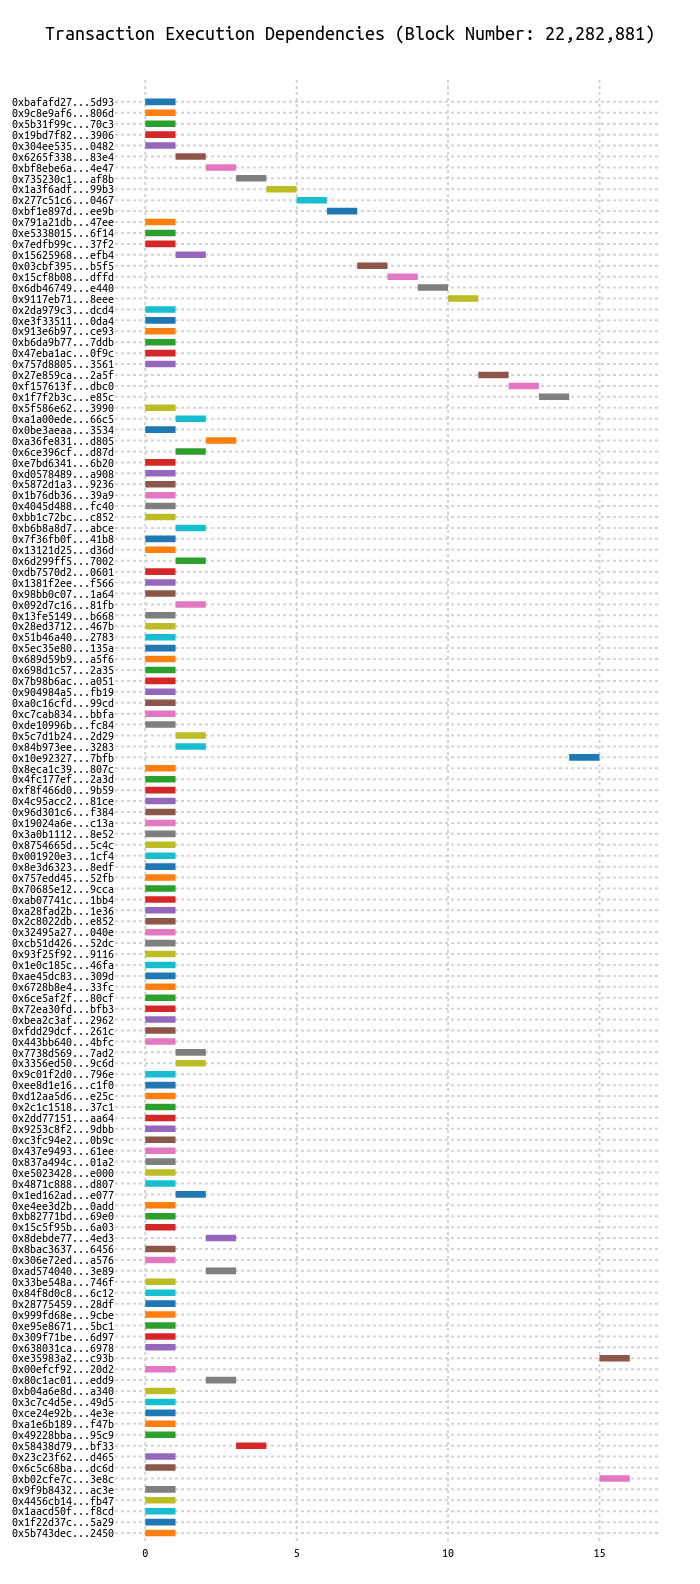 Transaction Execution Dependencies (Block Number: 22,282,881)
0xbafafd27...5d93
0x9c8e9af6...806d
0x5b31f99c...70c3
0x19bd7f82...3906
0x304ee535...0482
0x6265f338...83e4
0xbf8ebe6a...4e47
0x735230c1...af8b
0x1a3f6adf...99b3
0x277c51c6...0467
0xbf1e897d...ee9b
0x791a21db...47ee
0xe5338015...6f14
0x7edfb99c...37f2
0x15625968...efb4
0x03cbf395...b5f5
0x15cf8b08...dffd
0x6db46749...e440
0x9117eb71...8eee
0x2da979c3...dcd4
0xe3f33511...0da4
0x913e6b97...ce93
0xb6da9b77...7ddb
0x47eba1ac...0f9c
0x757d8805...3561
0x27e859ca...2a5f
0xf157613f...dbc0
0x1f7f2b3c...e85c
0x5f586e62...3990
0xa1a00ede...66c5
0x0be3aeaa...3534
0xa36fe831...d805
0x6ce396cf...d87d
0xe7bd6341...6b20
0xd0578489...a908
0x5872d1a3...9236
0x1b76db36...39a9
0x4045d488...fc40
0xbb1c72bc...c852
0xb6b8a8d7...abce
0x7f36fb0f...41b8
0x13121d25...d36d
0x6d299ff5...7002
0xdb7570d2...0601
0x1381f2ee...f566
0x98bb0c07...1a64
0x092d7c16...81fb
0x13fe5149...b668
0x28ed3712...467b
0x51b46a40...2783
0x5ec35e80...135a
0x689d59b9...a5f6
0x698d1c57...2a35
0x7b98b6ac...a051
0x904984a5...fb19
0xa0c16cfd...99cd
0xc7cab834...bbfa
0xde10996b...fc84
0x5c7d1b24...2d29
0x84b973ee...3283
0x10e92327...7bfb
0x8eca1c39...807c
0x4fc177ef...2a3d
0xf8f466d0...9b59
0x4c95acc2...81ce
0x96d301c6...f384
0x19024a6e...c13a
0x3a0b1112...8e52
0x8754665d...5c4c
0x001920e3...1cf4
0x8e3d6323...8edf
0x757edd45...52fb
0x70685e12...9cca
0xab07741c...1bb4
0xa28fad2b...1e36
0x2c8022db...e852
0x32495a27...040e
0xcb51d426...52dc
0x93f25f92...9116
0x1e0c185c...46fa
0xae45dc83...309d
0x6728b8e4...33fc
0x6ce5af2f...80cf
0x72ea30fd...bfb3
0xbea2c3af...2962
0xfdd29dcf...261c
0x443bb640...4bfc
0x7738d569...7ad2
0x3356ed50...9c6d
0x9c01f2d0...796e
0xee8d1e16...c1f0
0xd12aa5d6...e25c
0x2c1c1518...37c1
0x2dd77151...aa64
0x9253c8f2...9dbb
0xc3fc94e2...0b9c
0x437e9493...61ee
0x837a494c...01a2
0xe5023428...e000
0x4871c888...d807
0x1ed162ad...e077
0xe4ee3d2b...0add
0xb82771bd...69e0
0x15c5f95b...6a03
0x8debde77...4ed3
0x8bac3637...6456
0x306e72ed...a576
0xad574040...3e89
0x33be548a...746f
0x84f8d0c8...6c12
0x28775459...28df
0x999fd68e...9cbe
0xe95e8671...5bc1
0x309f71be...6d97
0x638031ca...6978
0xe35983a2...c93b
0x00efcf92...20d2
0x80c1ac01...edd9
0xb04a6e8d...a340
0x3c7c4d5e...49d5
0xce24e92b...4e3e
0xa1e6b189...f47b
0x49228bba...95c9
0x58438d79...bf33
0x23c23f62...d465
0x6c5c68ba...dc6d
0xb02cfe7c...3e8c
0x9f9b8432...ac3e
0x4456cb14...fb47
0x1aacd50f...f8cd
0x1f22d37c...5a29
0x5b743dec...2450
0 5 10 15